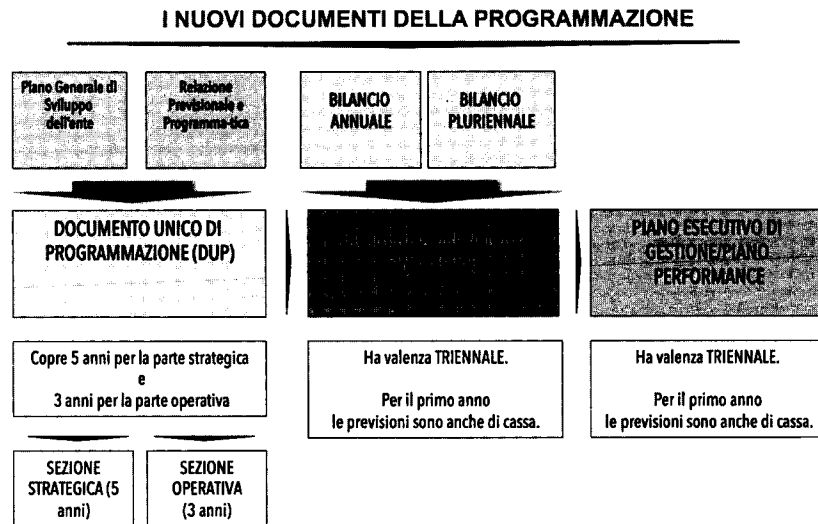 I NUOVI DOCUMENTI DELLA PROGRAMMAZIONE
Piano Generale di
Sviluppo
dell'ente
Relazione
Previsionale e
Programma-tica
BILANCIO
ANNUALE
BILANCIO
PLURIENNALE
DOCUMENTO UNICO DI
PROGRAMMAZIONE (DUP)
PIANO ESECUTIVO DI
GESTIONE/PIANO
PERFORMANCE
Copre 5 anni per la parte strategica
e
3 anni per la parte operativa
Ha valenza TRIENNALE.
Per il primo anno
le previsioni sono anche di cassa.
Ha valenza TRIENNALE.
Per il primo anno
le previsioni sono anche di cassa.
SEZIONE
STRATEGICA (5
anni)
SEZIONE
OPERATIVA
(3 anni)